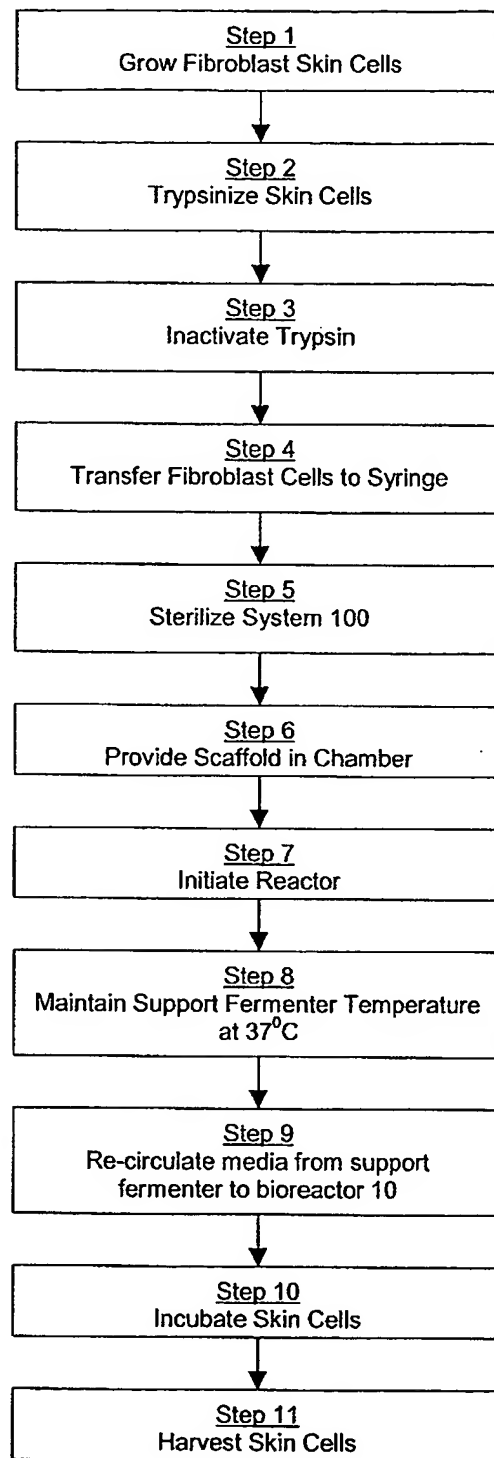 Step 1
Grow Fibroblast Skin Cells
Step 2
Trypsinize Skin Cells
Step 3
Inactivate Trypsin
Step 4
Transfer Fibroblast Cells to Syringe
Step 5
Sterilize System 100
Step 6
Provide Scaffold in Chamber
Step 7
Initiate Reactor
Step 8
Maintain Support Fermenter Temperature
at 37⁰C
Step 9
Re-circulate media from support
fermenter to bioreactor 10
Step 10
Incubate Skin Cells
Step 11
Harvest Skin Cells